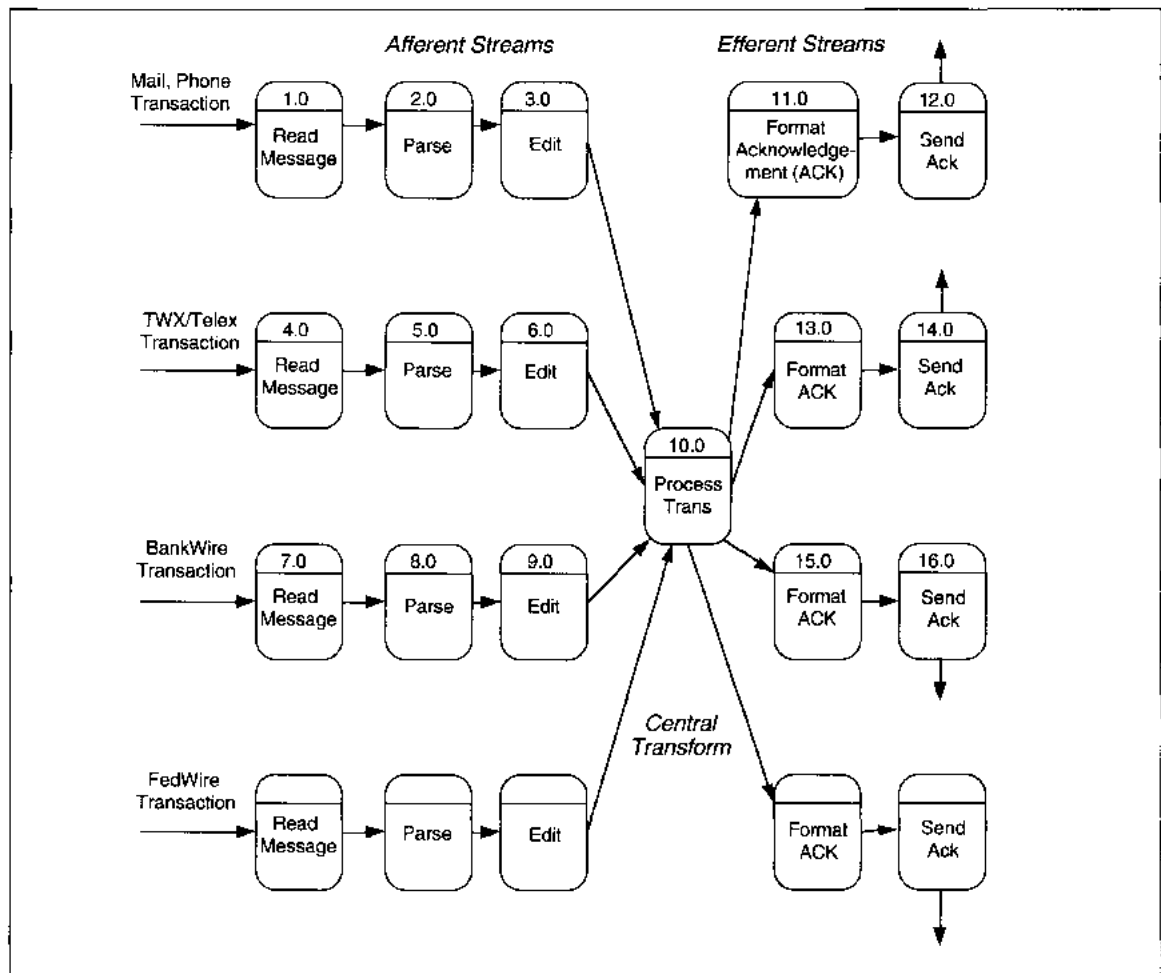 Afferent Streams
Efferent Streams
Mail, Phone
Transaction
1.0
Read
Message
2.0
Parse
3.0
Edit
11.0
Format
Acknowledge-
ment (ACK)
12.0
Send
Ack
TWX/Telex
Transaction
4.0
Read
Message
5.0
Parse
6.0
Edit
13.0
Format
ACK
14.0
Send
Ack
10.0
Process
Trans
BankWire
Transaction
7.0
Read
Message
8.0
Parse
9.0
Edit
15.0
Format
ACK
16.0
Send
Ack
Central
Transform
FedWire
Transaction
Read
Message
Parse
Edit
Format
ACK
Send
Ack